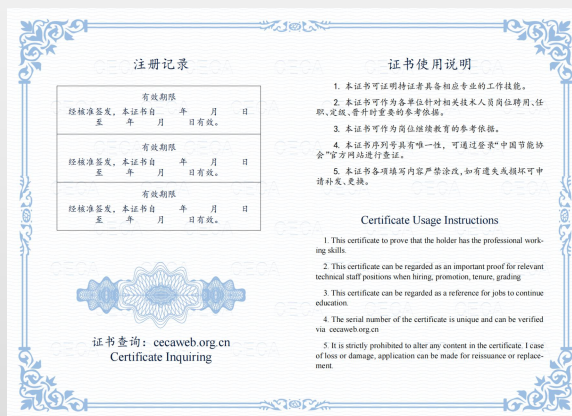 注册记录
有效期限
经核准签发，本证书自 年 月 日
至 年 月 日有效。
有效期限
经核准签发，本证书自 年 月 日
至 年 月 日有效。
有效期限
经核准签发，本证书自 年 月 日
至 年 月 日有效。
证书查询：cecaweb.org.cn
Certificate Inquiring
证书使用说明
1. 本证书可证明持证者具备相应专业的工作技能。
2. 本证书可作为各单位针对相关技术人员岗位聘用、任
职、定级、晋升时重要的参考依据。
3. 本证书可作为岗位继续教育的参考依据。
4. 本证书序列号具有唯一性，可通过登录“中国节能协
会”官方网站进行查证。
5. 本证书各项填写内容严禁涂改，如有遗失或损坏可申
请补发、更换。
Certificate Usage Instructions
1. This certificate to prove that the holder has the professional work-
ing skills.
2. This certificate can be regarded as an important proof for relevant
technical staff positions when hiring, promotion, tenure, grading
3. This certificate can be regarded as a reference for jobs to continue
education.
4. The serial number of the certificate is unique and can be verified
via cecaweb.org.cn
5. It is strictly prohibited to alter any content in the certificate. I case
of loss or damage, application can be made for reissuance or replace-
ment.